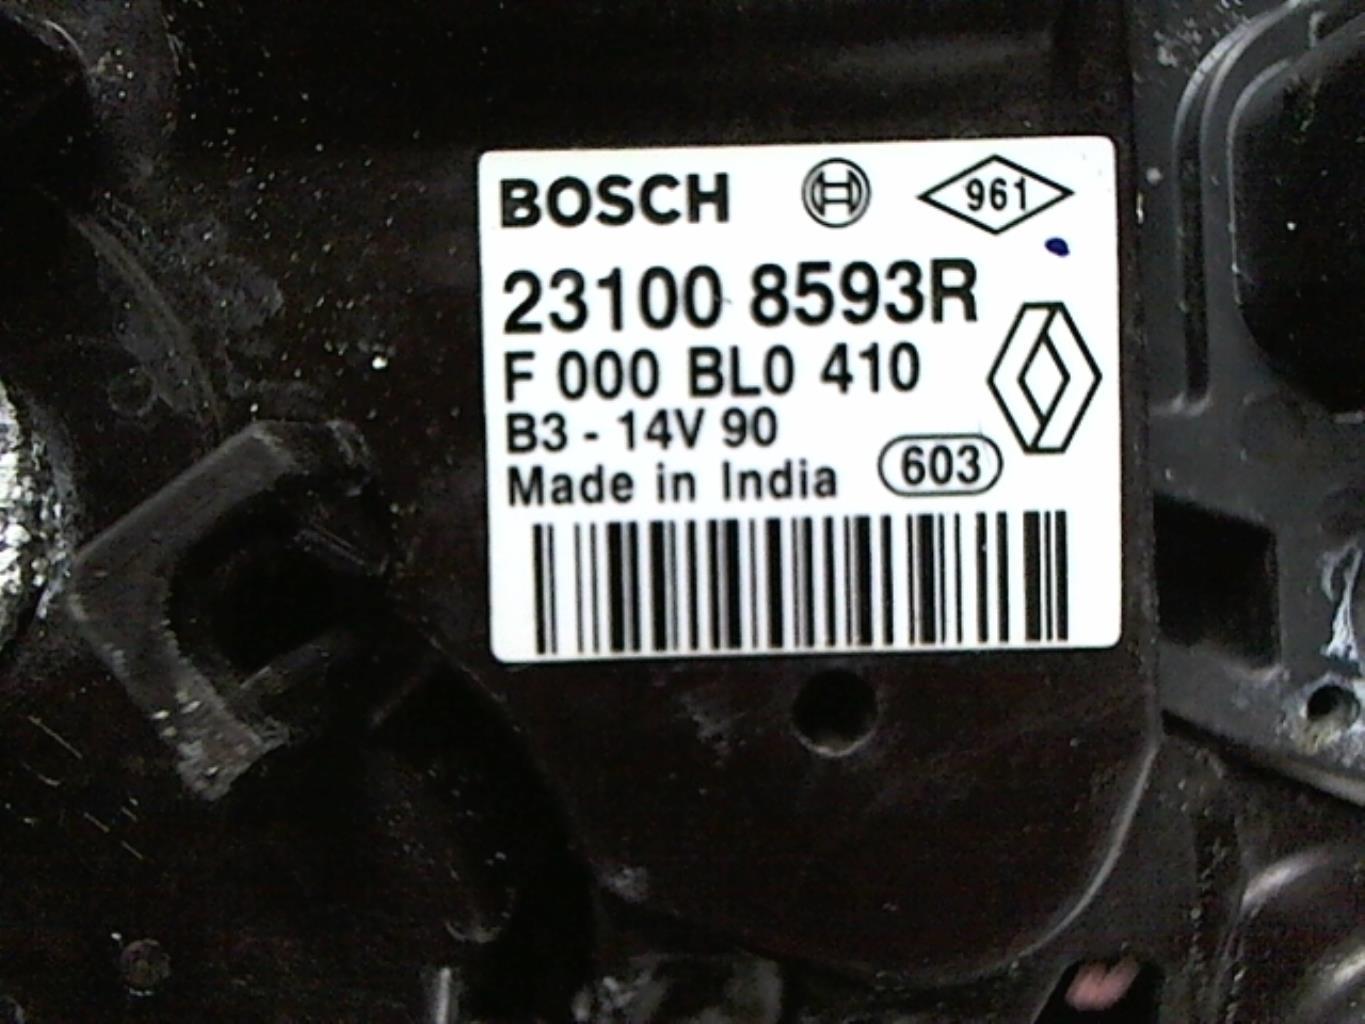 BOSCH 961
23100 8593R
F 000 BL0 410
B3 - 14V 90
Made in India 603